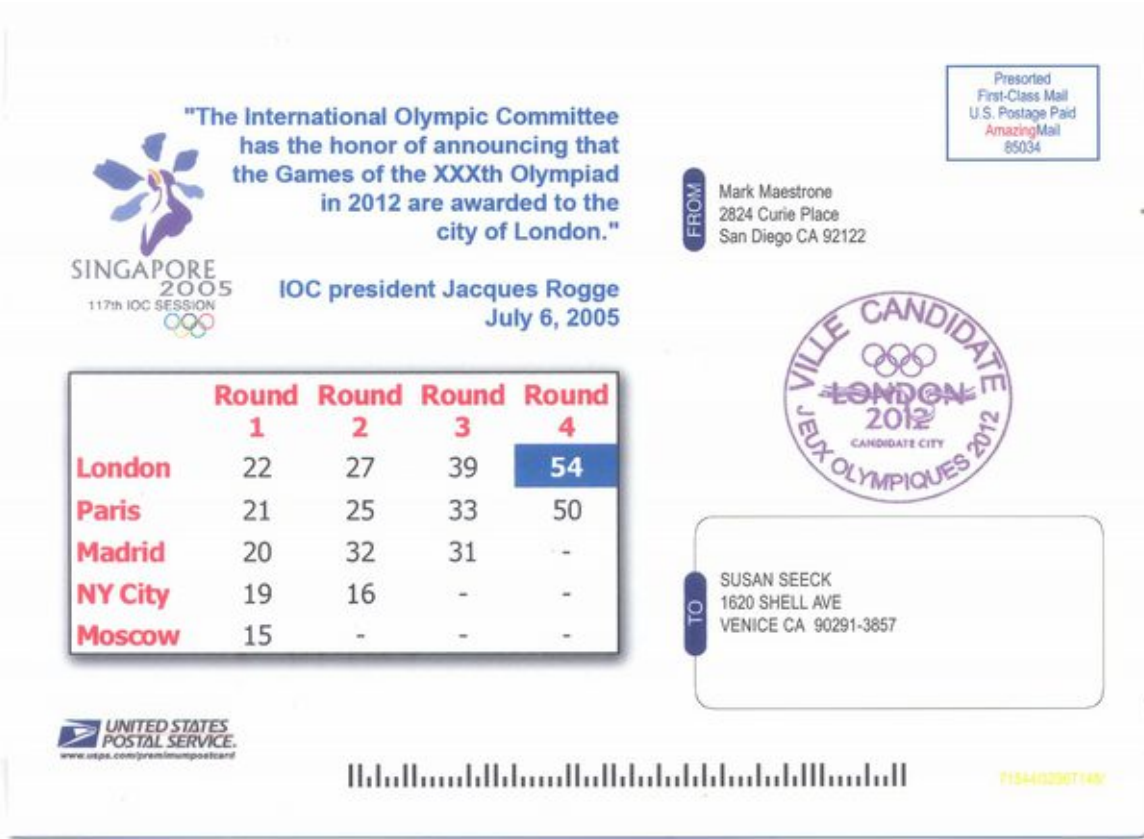 "The International Olympic Committee
has the honor of announcing that
the Games of the XXXth Olympiad
in 2012 are awarded to the
city of London."
IOC president Jacques Rogge
July 6, 2005
SINGAPORE
2005
117th IOC SESSION
Round 1 Round 2 Round 3 Round 4
London 22 27 39 54
Paris 21 25 33 50
Madrid 20 32 31 -
NY City 19 16 - -
Moscow 15 - - -
UNITED STATES
POSTAL SERVICE.
www.usps.com/premiumpostcard
Presorted
First-Class Mail
U.S. Postage Paid
AmazingMail
85034
FROM
Mark Maestrone
2824 Curie Place
San Diego CA 92122
VILLE CANDIDATE
LONDON
2012
CANDIDATE CITY
JEUX OLYMPIQUES 2012
TO
SUSAN SEECK
1620 SHELL AVE
VENICE CA 90291-3857